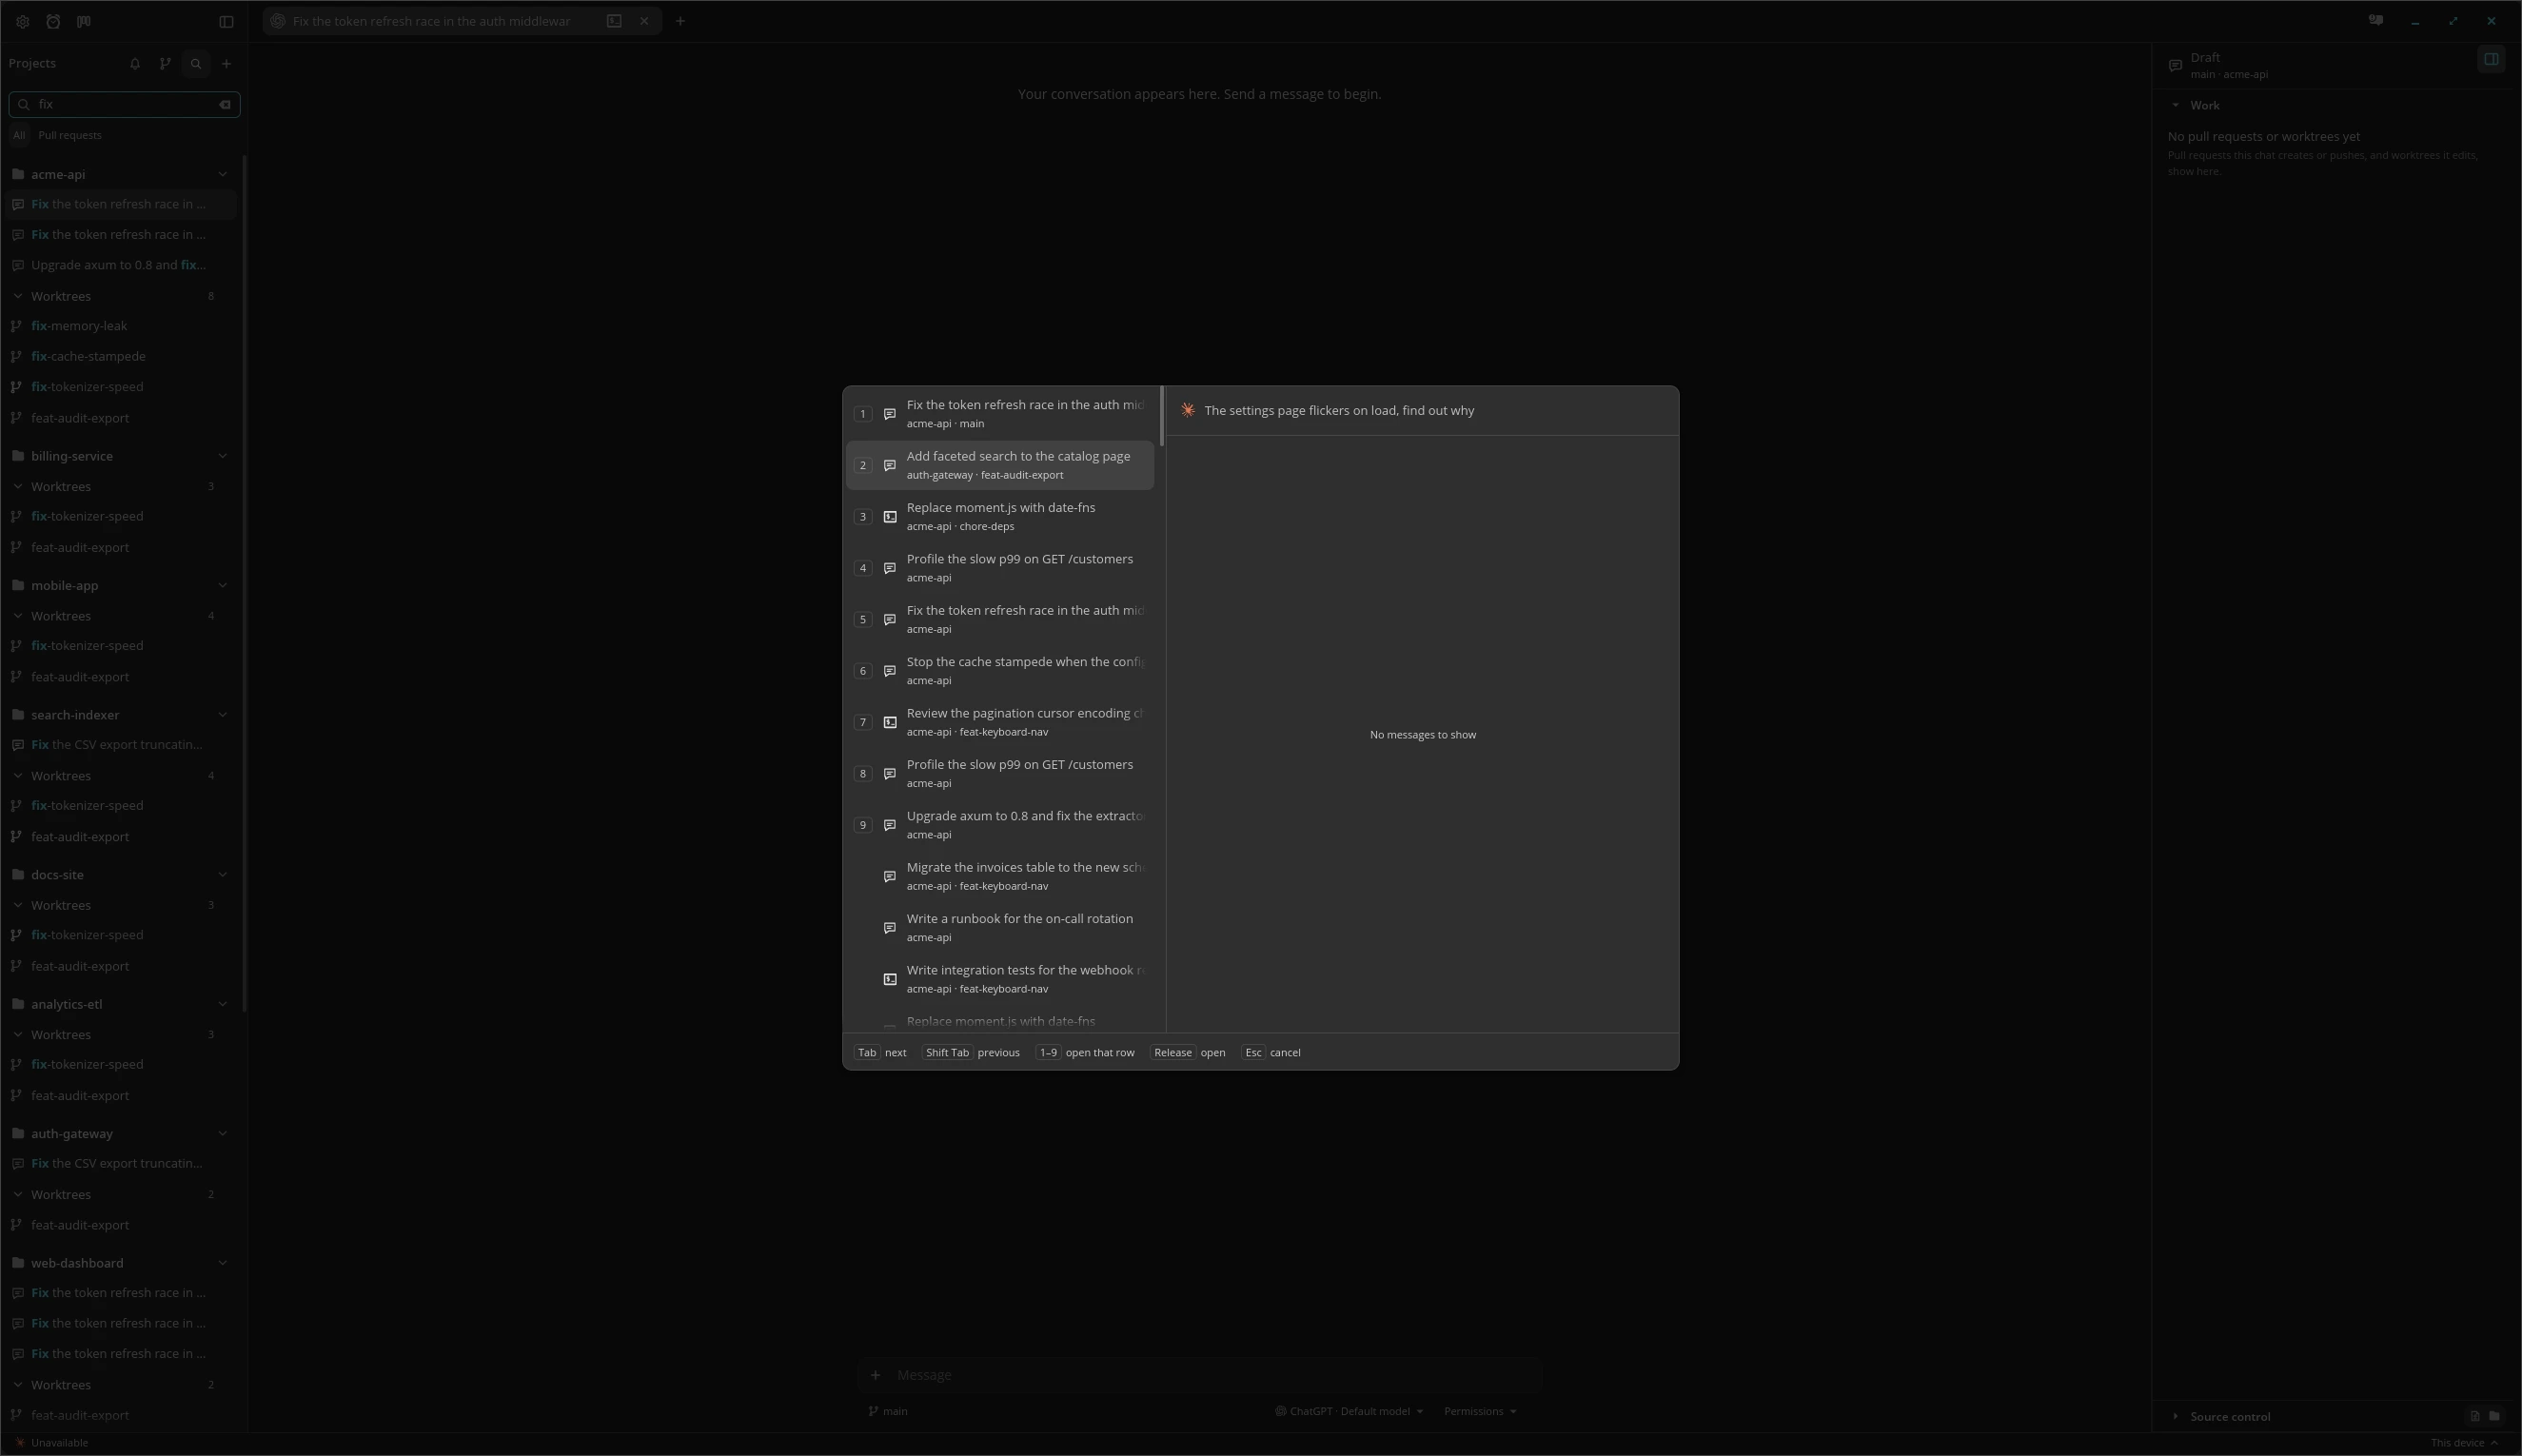 Fix the token refresh race in the auth middlewar
Projects
fix
All Pull requests
acme-api
Fix the token refresh race in ...
Fix the token refresh race in ...
Upgrade axum to 0.8 and fix...
Worktrees 8
fix-memory-leak
fix-cache-stampede
fix-tokenizer-speed
feat-audit-export
billing-service
Worktrees 3
fix-tokenizer-speed
feat-audit-export
mobile-app
Worktrees 4
fix-tokenizer-speed
feat-audit-export
search-indexer
Fix the CSV export truncatin...
Worktrees 4
fix-tokenizer-speed
feat-audit-export
docs-site
Worktrees 3
fix-tokenizer-speed
feat-audit-export
analytics-etl
Worktrees 3
fix-tokenizer-speed
feat-audit-export
auth-gateway
Fix the CSV export truncatin...
Worktrees 2
feat-audit-export
web-dashboard
Fix the token refresh race in ...
Fix the token refresh race in ...
Fix the token refresh race in ...
Worktrees 2
feat-audit-export
Unavailable
Your conversation appears here. Send a message to begin.
1 Fix the token refresh race in the auth mid
acme-api · main
2 Add faceted search to the catalog page
auth-gateway · feat-audit-export
3 Replace moment.js with date-fns
acme-api · chore-deps
4 Profile the slow p99 on GET /customers
acme-api
5 Fix the token refresh race in the auth mid
acme-api
6 Stop the cache stampede when the config
acme-api
7 Review the pagination cursor encoding ch
acme-api · feat-keyboard-nav
8 Profile the slow p99 on GET /customers
acme-api
9 Upgrade axum to 0.8 and fix the extractor
acme-api
Migrate the invoices table to the new sche
acme-api · feat-keyboard-nav
Write a runbook for the on-call rotation
acme-api
Write integration tests for the webhook re
acme-api · feat-keyboard-nav
Replace moment.js with date-fns
The settings page flickers on load, find out why
No messages to show
Tab next Shift Tab previous 1–9 open that row Release open Esc cancel
Message
main ChatGPT · Default model Permissions
Draft
main · acme-api
Work
No pull requests or worktrees yet
Pull requests this chat creates or pushes, and worktrees it edits,
show here.
Source control
This device